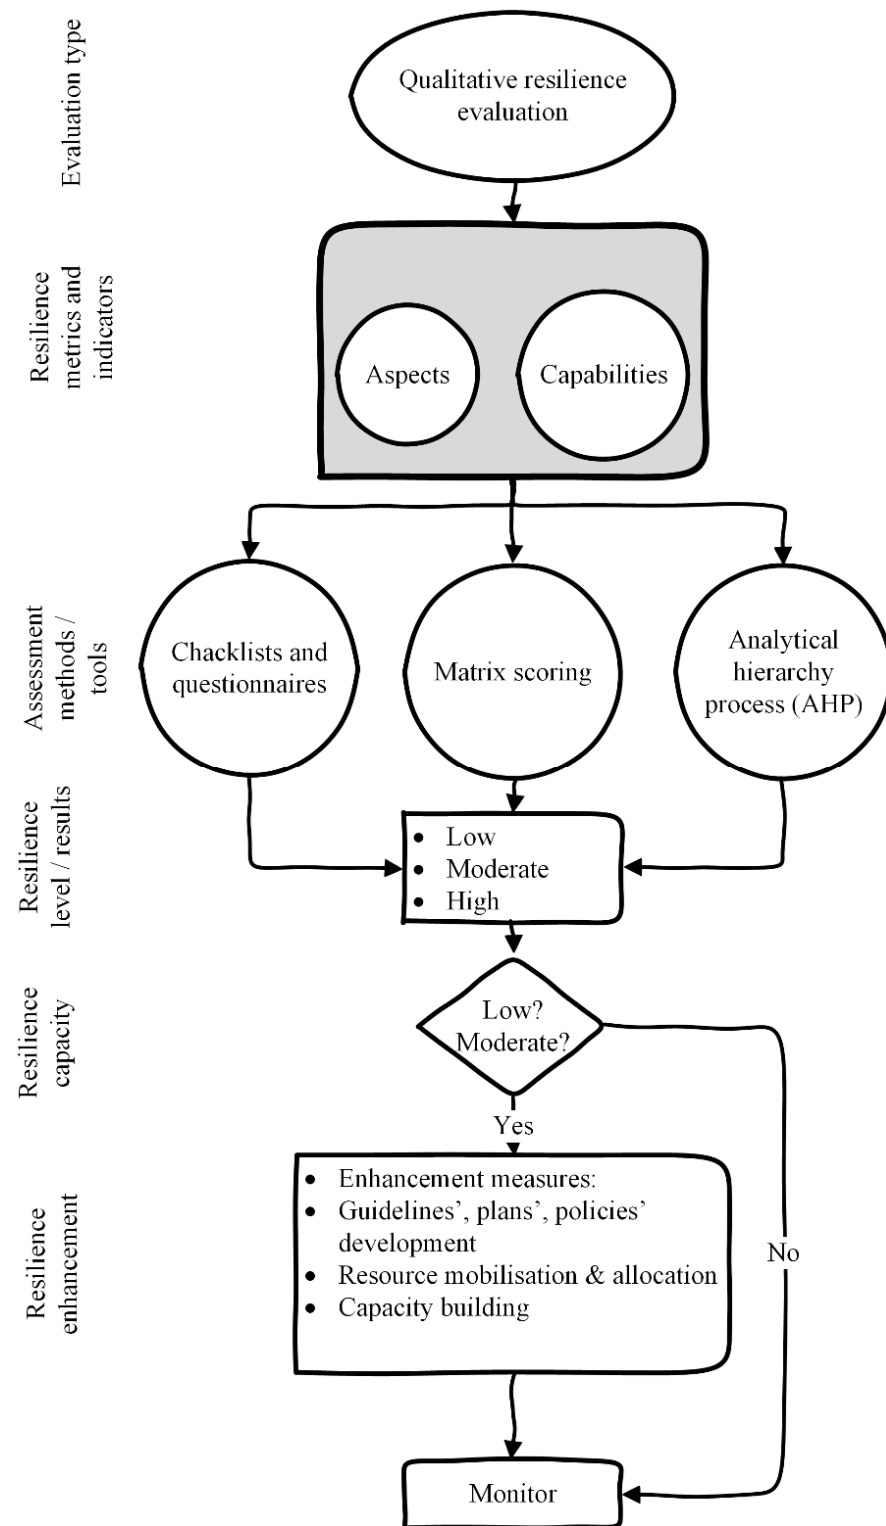 Evaluation type
Qualitative resilience
evaluation
Resilience
metrics and
indicators
Aspects
Capabilities
Assessment
methods /
tools
Chacklists and
questionnaires
Matrix scoring
Analytical
hierarchy
process (AHP)
Resilience
level / results
• Low
• Moderate
• High
Resilience
capacity
Low?
Moderate?
Yes
No
Resilience
enhancement
• Enhancement measures:
• Guidelines’, plans’, policies’
development
• Resource mobilisation & allocation
• Capacity building
Monitor